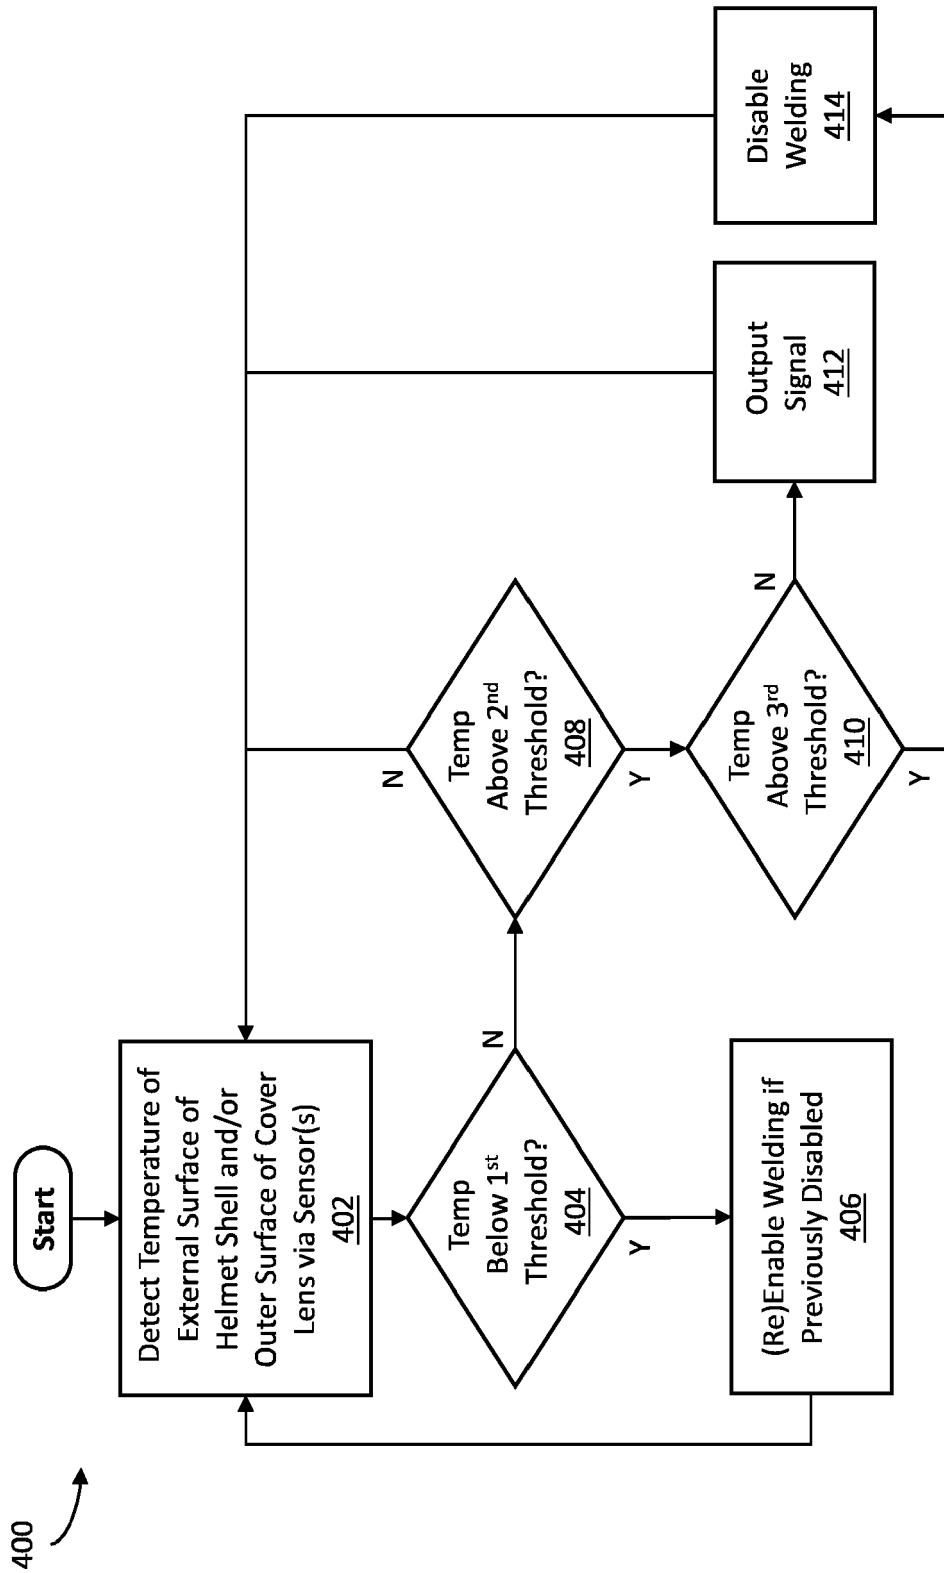 400
Start
Detect Temperature of
External Surface of
Helmet Shell and/or
Outer Surface of Cover
Lens via Sensor(s)
402
Temp
Below 1st
Threshold?
404
Y
N
(Re)Enable Welding if
Previously Disabled
406
Temp
Above 2nd
Threshold?
408
N
Y
Temp
Above 3rd
Threshold?
410
N
Y
Output
Signal
412
Disable
Welding
414